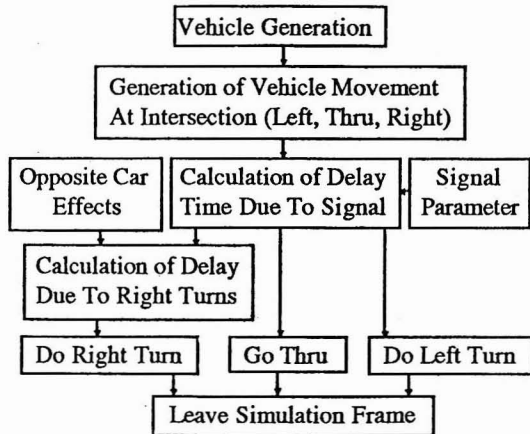 Vehicle Generation
Generation of Vehicle Movement
At Intersection (Left, Thru, Right)
Opposite Car
Effects
Calculation of Delay
Time Due To Signal
Signal
Parameter
Calculation of Delay
Due To Right Turns
Do Right Turn
Go Thru
Do Left Turn
Leave Simulation Frame